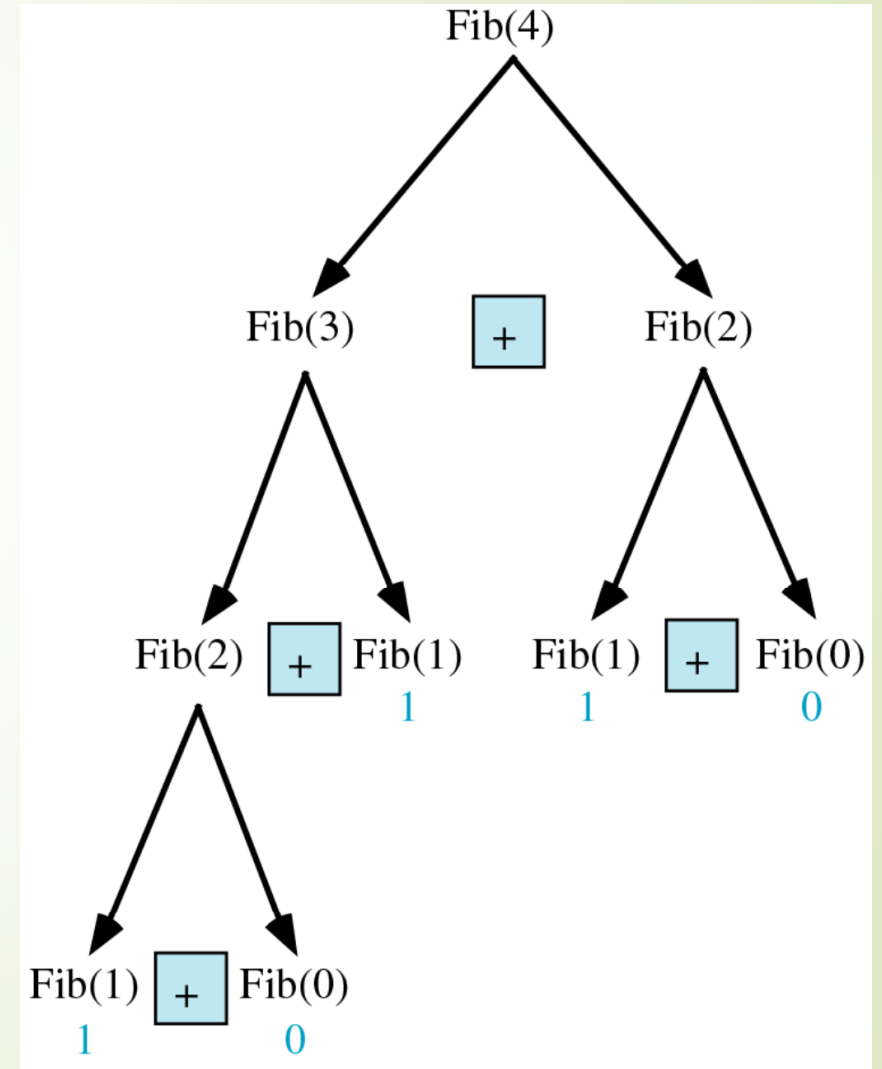 Fib(4)
Fib(3) + Fib(2)
Fib(2) + Fib(1) Fib(1) + Fib(0)
1 1 0
Fib(1) + Fib(0)
1 0